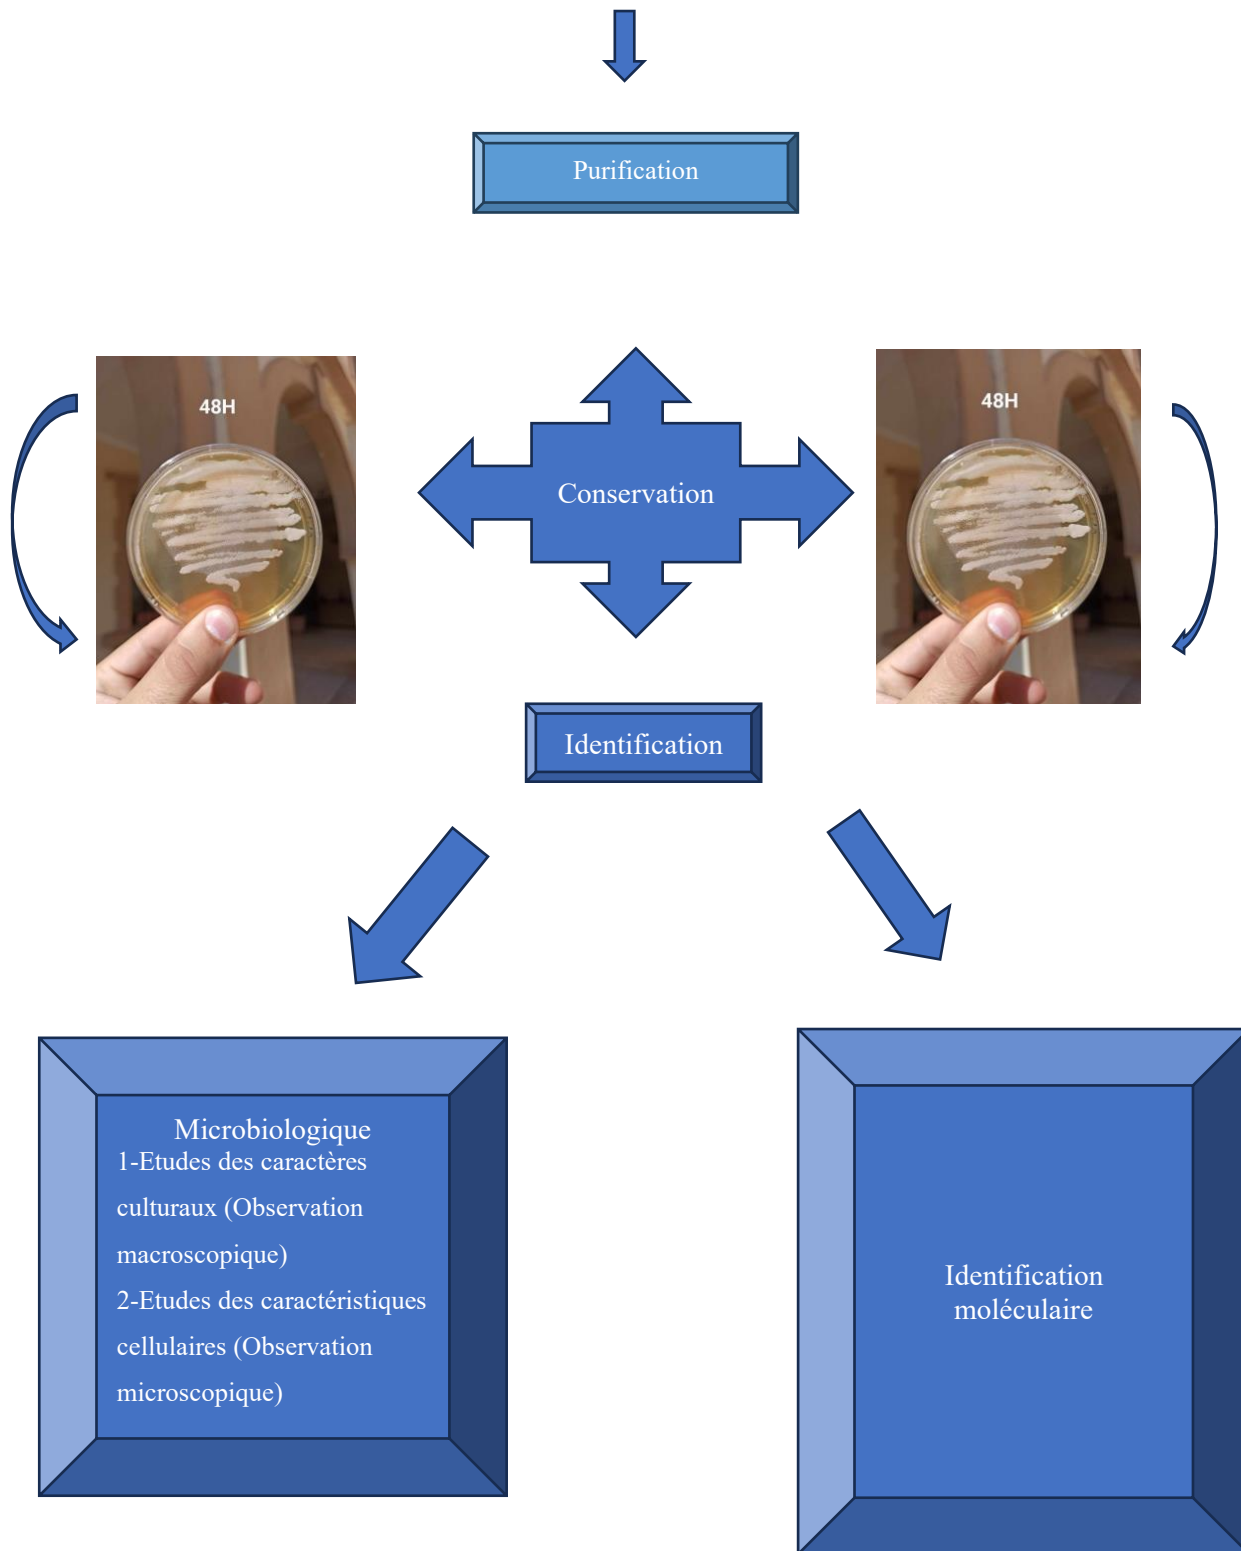 Purification
48H
48H
Conservation
Identification
Microbiologique
1-Etudes des caractères
culturaux (Observation
macroscopique)
2-Etudes des caractéristiques
cellulaires (Observation
microscopique)
Identification
moléculaire